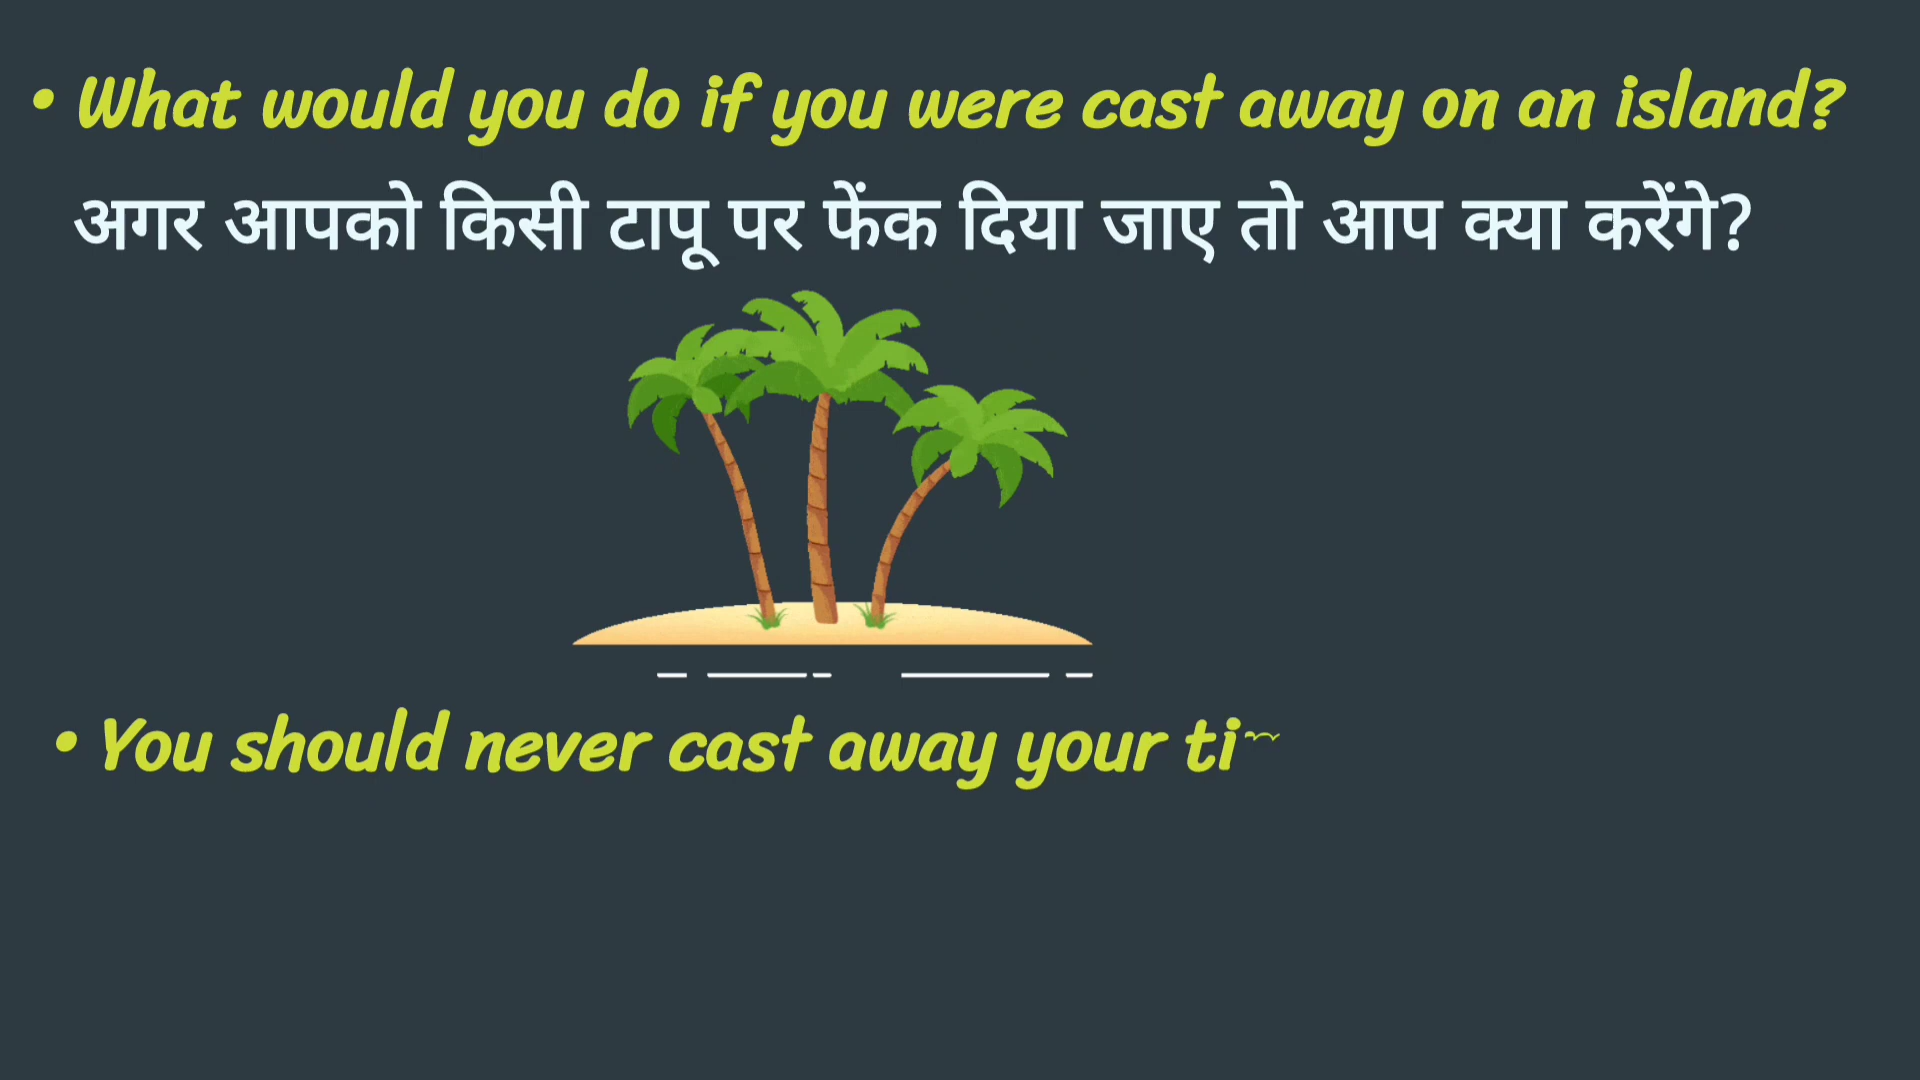 • What would you do if you were cast away on an island?
अगर आपको किसी टापू पर फेंक दिया जाए तो आप क्या करेंगे?
• You should never cast away your